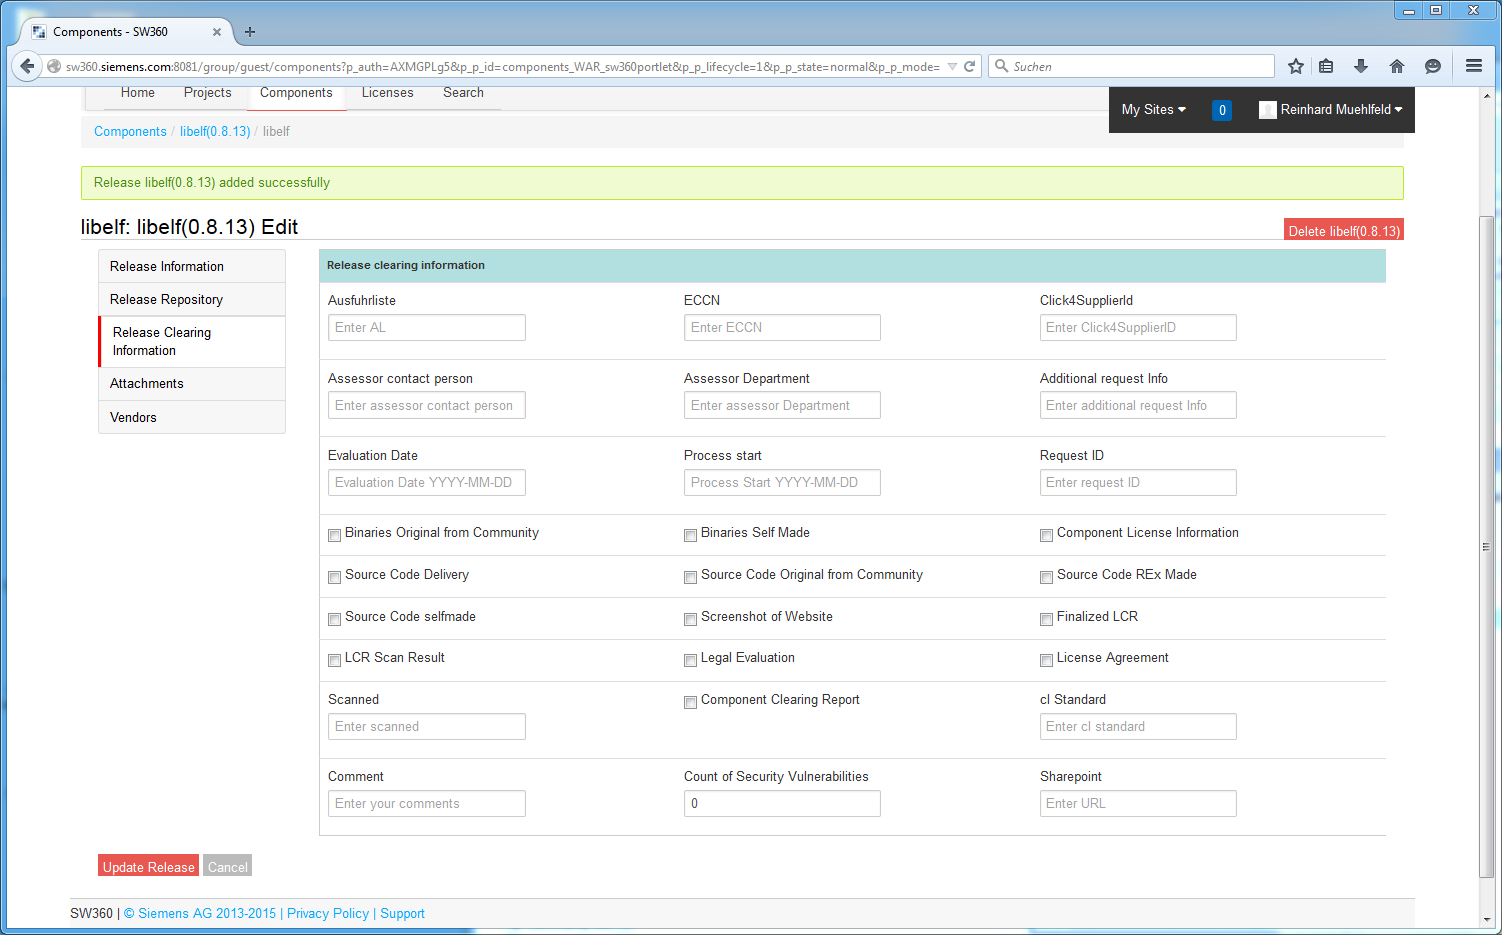 Components - SW360
sw360.siemens.com:8081/group/guest/components?p_auth=AXMGPLg5&p_p_id=components_WAR_sw360portlet&p_p_lifecycle=1&p_p_state=normal&p_p_mode=
Suchen
Home Projects Components Licenses Search
My Sites 0 Reinhard Muehlfeld
Components / libelf(0.8.13) / libelf
Release libelf(0.8.13) added successfully
libelf: libelf(0.8.13) Edit
Delete libelf(0.8.13)
Release Information
Release Repository
Release Clearing
Information
Attachments
Vendors
Release clearing information
Ausfuhrliste ECCN Click4SupplierId
Enter AL Enter ECCN Enter Click4SupplierID
Assessor contact person Assessor Department Additional request Info
Enter assessor contact person Enter assessor Department Enter additional request Info
Evaluation Date Process start Request ID
Evaluation Date YYYY-MM-DD Process Start YYYY-MM-DD Enter request ID
Binaries Original from Community Binaries Self Made Component License Information
Source Code Delivery Source Code Original from Community Source Code REx Made
Source Code selfmade Screenshot of Website Finalized LCR
LCR Scan Result Legal Evaluation License Agreement
Scanned Component Clearing Report cl Standard
Enter scanned Enter cl standard
Comment Count of Security Vulnerabilities Sharepoint
Enter your comments 0 Enter URL
Update Release Cancel
SW360 | © Siemens AG 2013-2015 | Privacy Policy | Support